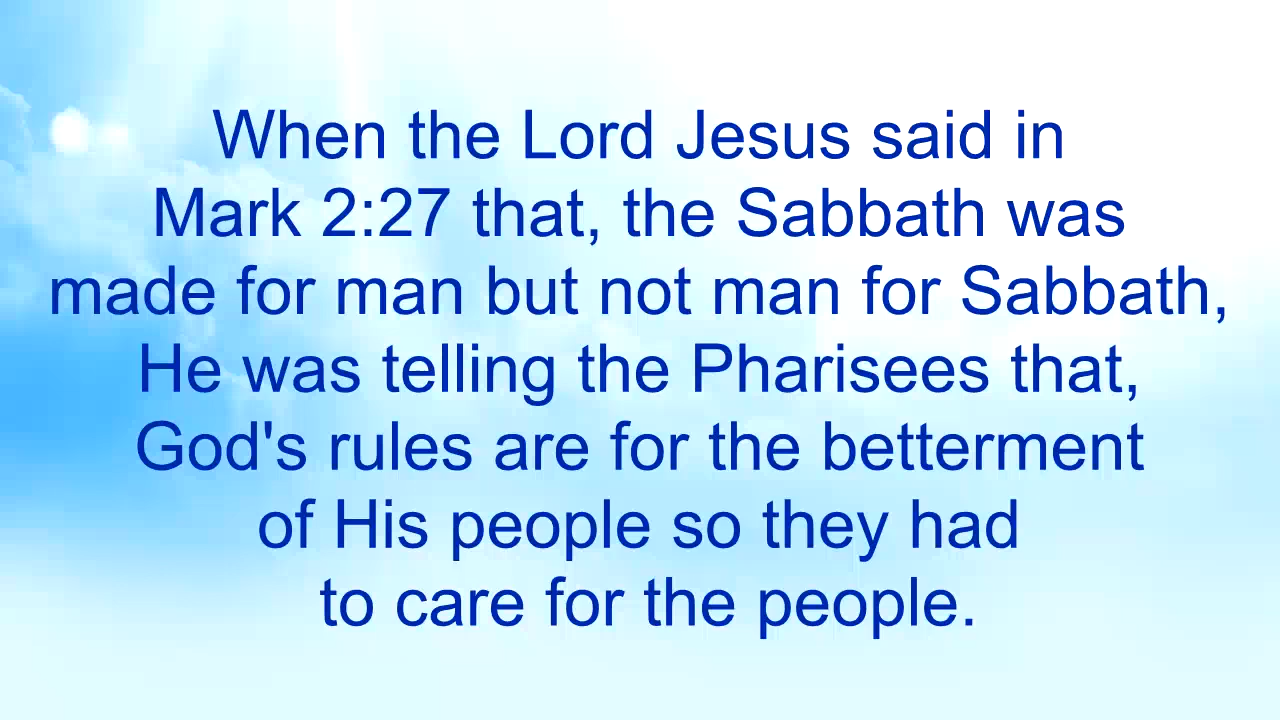 When the Lord Jesus said in
Mark 2:27 that, the Sabbath was
made for man but not man for Sabbath,
He was telling the Pharisees that,
God's rules are for the betterment
of His people so they had
to care for the people.